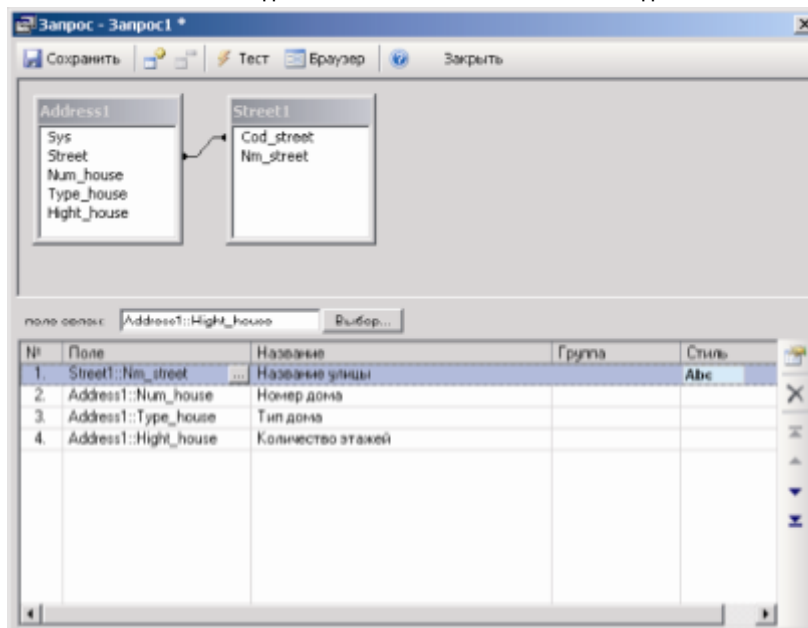 Запрос - Запрос1 *
Сохранить Тест Браузер Закрыть
Address1 Street1
Sys Cod_street
Street Nm_street
Num_house
Type_house
Hight_house
поле связи: Address1::Hight_house Выбор...
№ Поле Название Группа Стиль
1. Street1::Nm_street ... Название улицы Abc
2. Address1::Num_house Номер дома
3. Address1::Type_house Тип дома
4. Address1::Hight_house Количество этажей